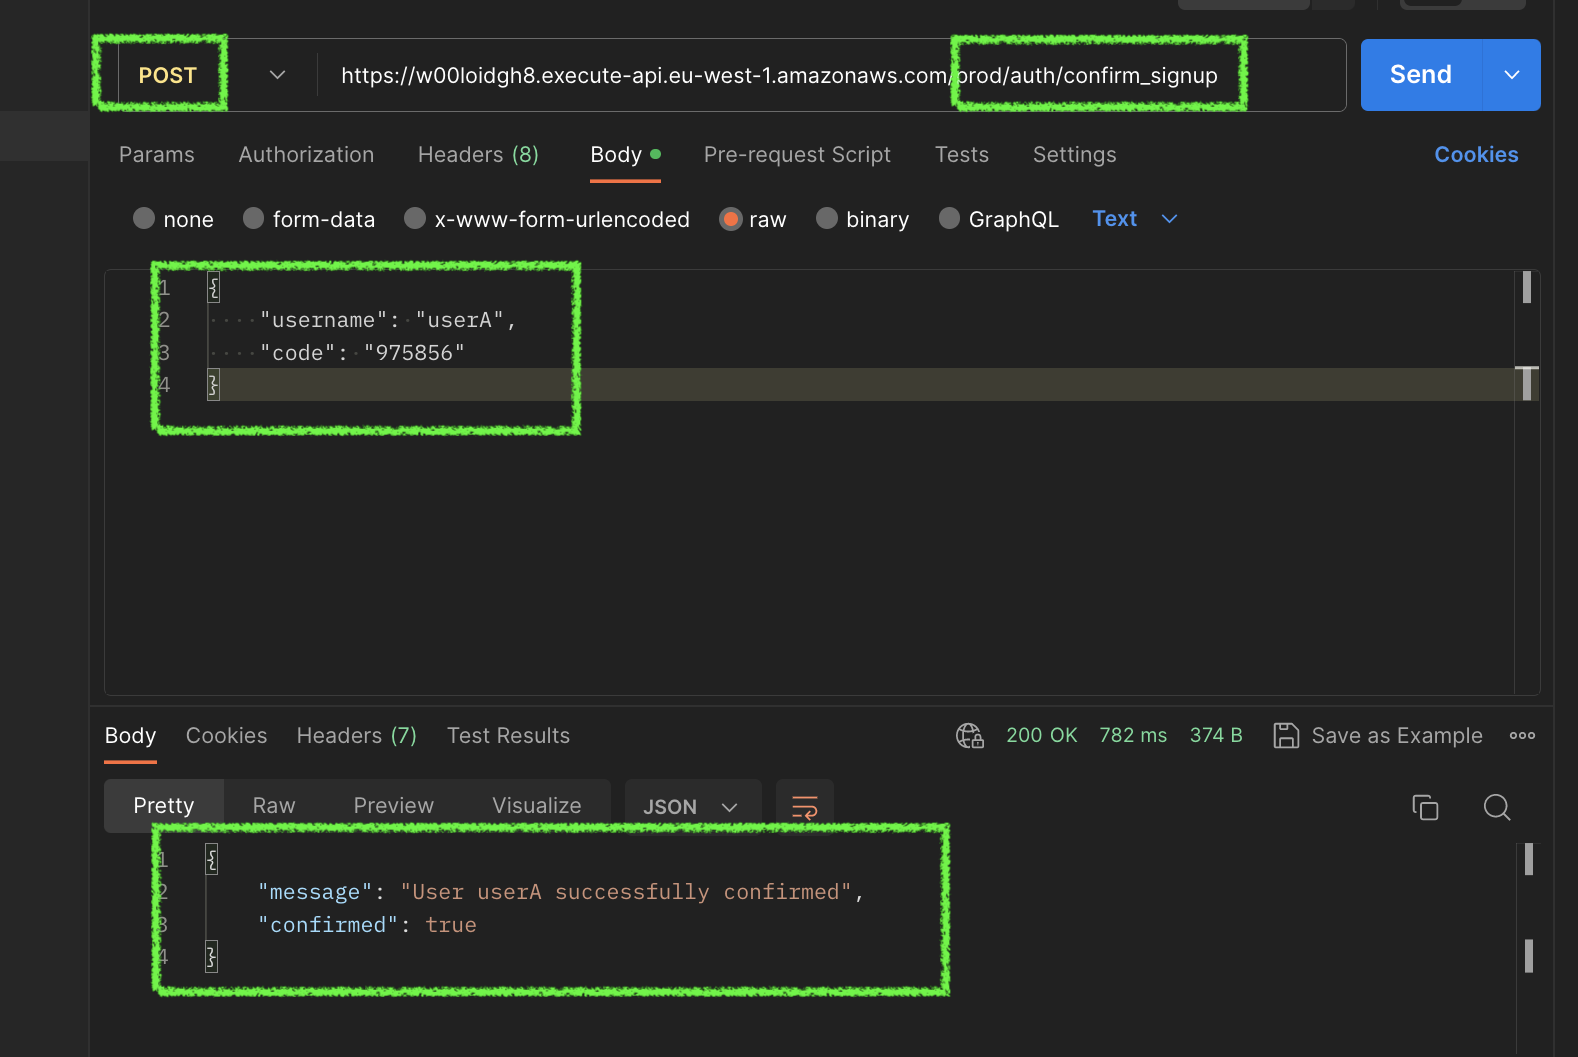 POST
https://w00loidgh8.execute-api.eu-west-1.amazonaws.com/prod/auth/confirm_signup
Send
Params Authorization Headers (8) Body Pre-request Script Tests Settings Cookies
none form-data x-www-form-urlencoded raw binary GraphQL Text
1 {
2 "username": "userA",
3 "code": "975856"
4 }
Body Cookies Headers (7) Test Results 200 OK 782 ms 374 B Save as Example
Pretty Raw Preview Visualize JSON
1 {
2 "message": "User userA successfully confirmed",
3 "confirmed": true
4 }